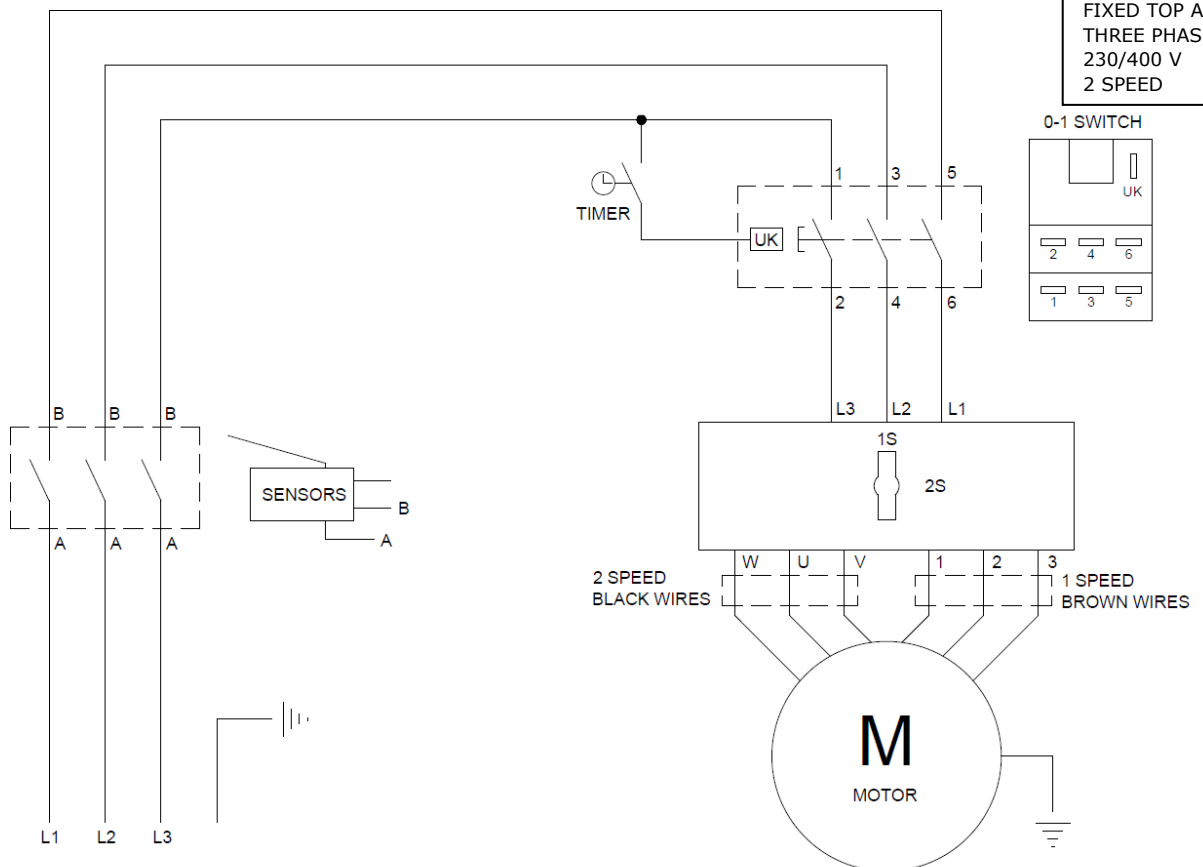 FIXED TOP A
THREE PHAS
230/400 V
2 SPEED
0-1 SWITCH
UK
2 4 6
1 3 5
TIMER
1 3 5
UK
2 4 6
L3 L2 L1
1S
2S
B B B
SENSORS
B
A
A A A
W U V 1 2 3
2 SPEED
BLACK WIRES
1 SPEED
BROWN WIRES
M
MOTOR
L1 L2 L3